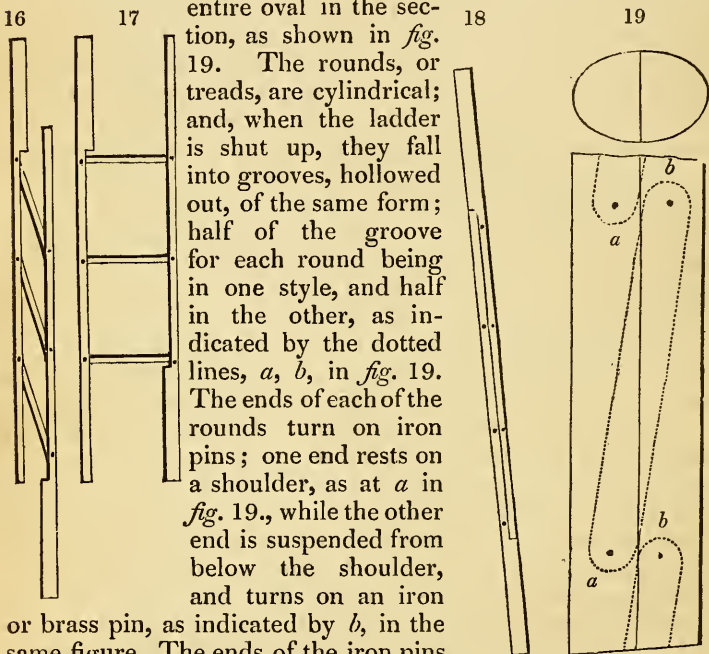 16
17
18
19
entire oval in the sec-
tion, as shown in fig.
19. The rounds, or
treads, are cylindrical;
and, when the ladder
is shut up, they fall
into grooves, hollowed
out, of the same form;
half of the groove
for each round being
in one style, and half
in the other, as in-
dicated by the dotted
lines, a, b, in fig. 19.
The ends of each of the
rounds turn on iron
pins; one end rests on
a shoulder, as at a in
fig. 19., while the other
end is suspended from
below the shoulder,
and turns on an iron
or brass pin, as indicated by b, in the
same figure. The ends of the iron pins
b
a
b
a